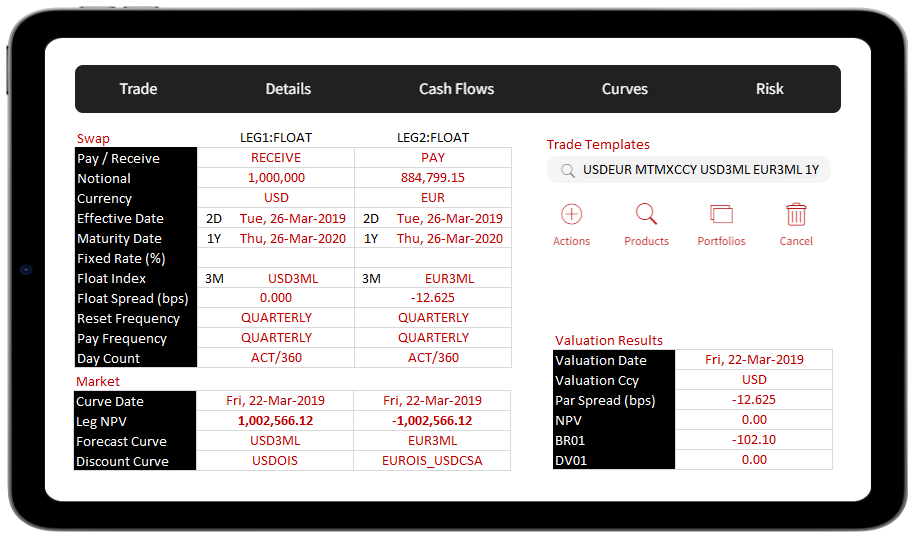 Trade Details Cash Flows Curves Risk
Swap LEG1:FLOAT LEG2:FLOAT
Pay / Receive RECEIVE PAY
Notional 1,000,000 884,799.15
Currency USD EUR
Effective Date 2D Tue, 26-Mar-2019 2D Tue, 26-Mar-2019
Maturity Date 1Y Thu, 26-Mar-2020 1Y Thu, 26-Mar-2020
Fixed Rate (%)
Float Index 3M USD3ML 3M EUR3ML
Float Spread (bps) 0.000 -12.625
Reset Frequency QUARTERLY QUARTERLY
Pay Frequency QUARTERLY QUARTERLY
Day Count ACT/360 ACT/360
Market
Curve Date Fri, 22-Mar-2019 Fri, 22-Mar-2019
Leg NPV 1,002,566.12 -1,002,566.12
Forecast Curve USD3ML EUR3ML
Discount Curve USDOIS EUROIS_USDCSA
Trade Templates
USDEUR MTMXCCY USD3ML EUR3ML 1Y
Actions Products Portfolios Cancel
Valuation Results
Valuation Date Fri, 22-Mar-2019
Valuation Ccy USD
Par Spread (bps) -12.625
NPV 0.00
BR01 -102.10
DV01 0.00